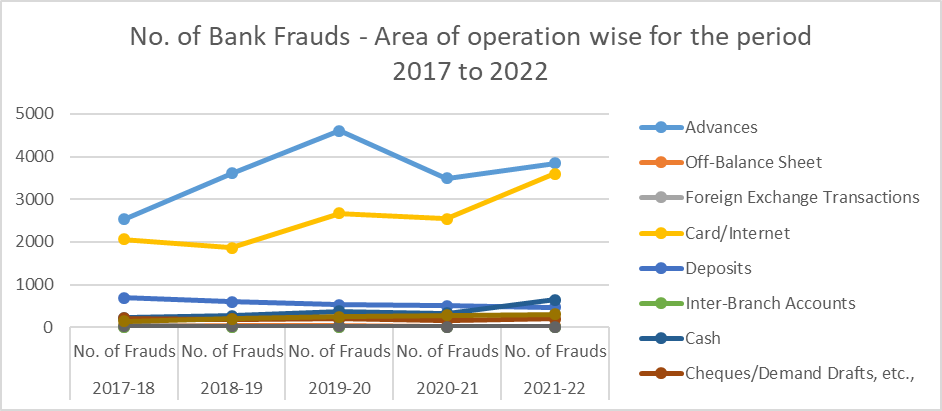 No. of Bank Frauds - Area of operation wise for the period
2017 to 2022
5000
4000
3000
2000
1000
0
No. of Frauds No. of Frauds No. of Frauds No. of Frauds No. of Frauds
2017-18 2018-19 2019-20 2020-21 2021-22
Advances
Off-Balance Sheet
Foreign Exchange Transactions
Card/Internet
Deposits
Inter-Branch Accounts
Cash
Cheques/Demand Drafts, etc.,